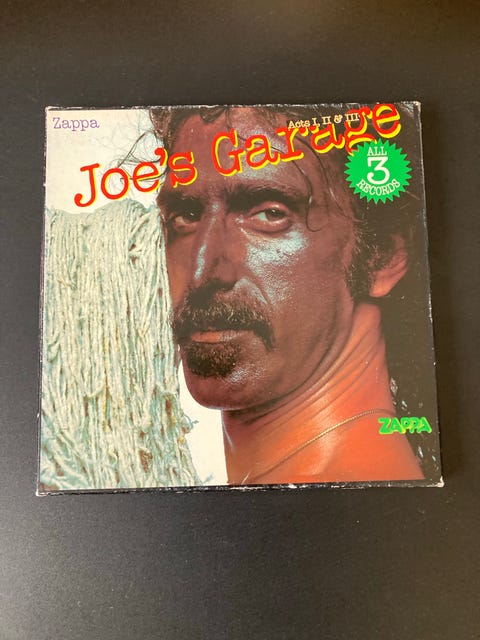 Zappa
Acts I, II & III
Joe's Garage
ALL
3
RECORDS
ZAPPA